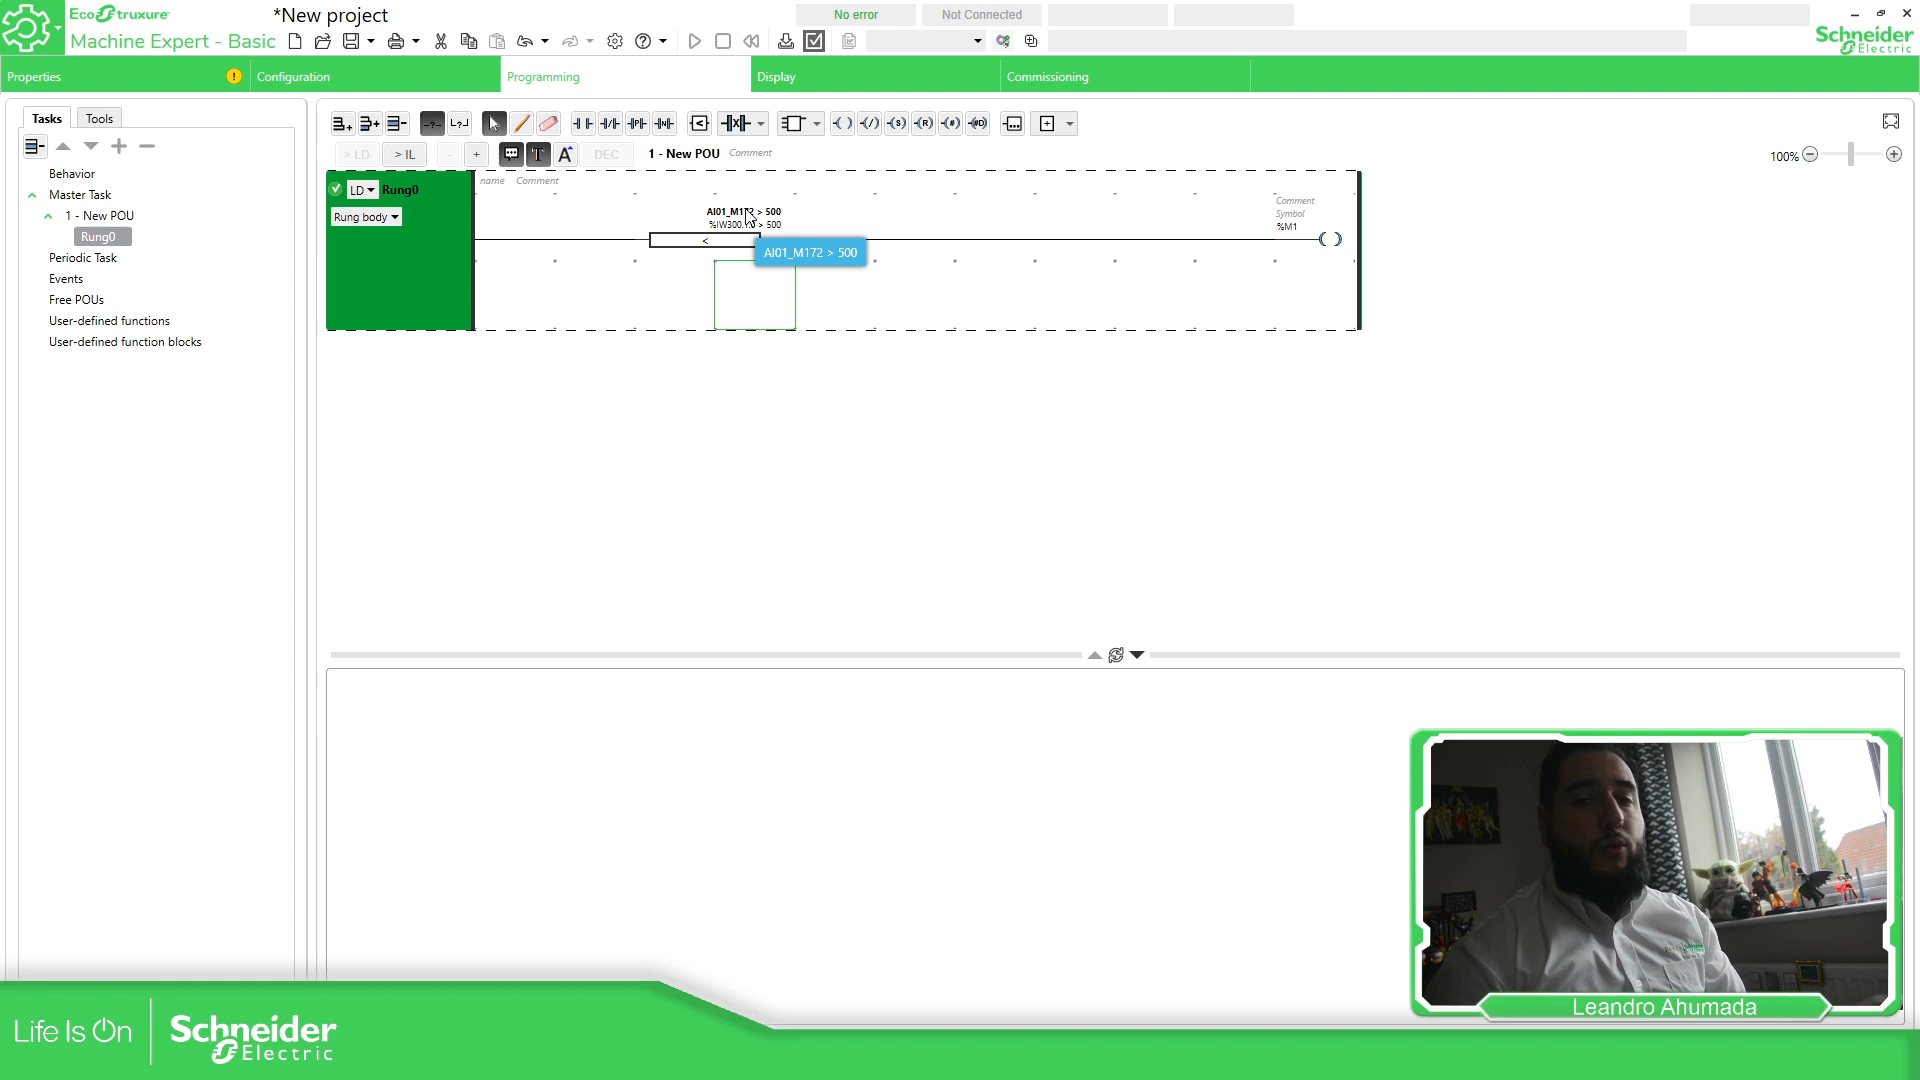 EcoStruxure
Machine Expert - Basic
*New project
No error
Not Connected
Schneider
Electric
Properties
!
Configuration
Programming
Display
Commissioning
Tasks
Tools
Behavior
Master Task
1 - New POU
Rung0
Periodic Task
Events
Free POUs
User-defined functions
User-defined function blocks
> LD
> IL
-
+
T
A
DEC
1 - New POU
Comment
100%
LD
Rung0
Rung body
name
Comment
AI01_M172 > 500
> 500
<
AI01_M172 > 500
Comment
Symbol
%M1
( )
Life Is On
Schneider
Electric
Leandro Ahumada